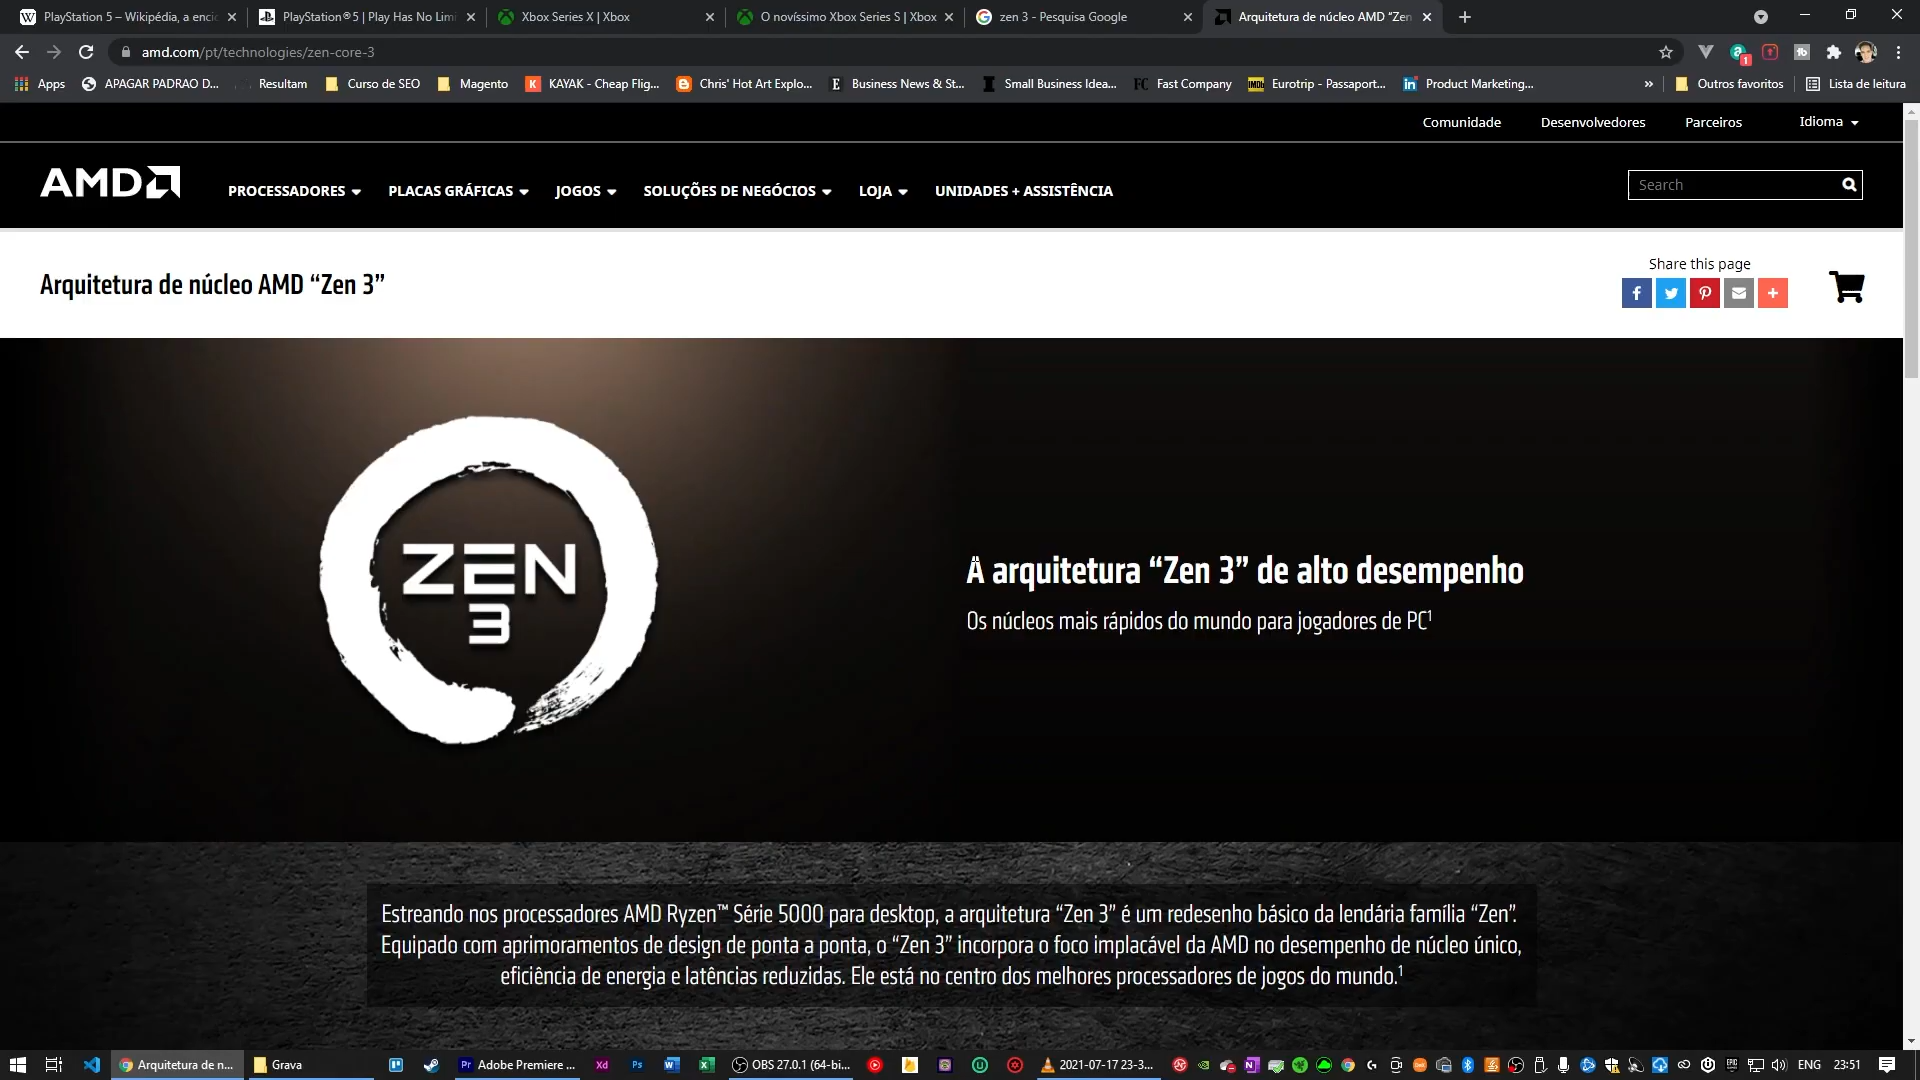 PlayStation 5 – Wikipédia, a enci
PlayStation®5 | Play Has No Limi
Xbox Series X | Xbox
O novíssimo Xbox Series S | Xbox
zen 3 - Pesquisa Google
Arquitetura de núcleo AMD “Zen
amd.com/pt/technologies/zen-core-3
Apps
APAGAR PADRAO D...
Resultam
Curso de SEO
Magento
KAYAK - Cheap Flig...
Chris' Hot Art Explo...
Business News & St...
Small Business Idea...
Fast Company
Eurotrip - Passaport...
Product Marketing...
»
Outros favoritos
Lista de leitura
Comunidade
Desenvolvedores
Parceiros
Idioma
AMD
PROCESSADORES
PLACAS GRÁFICAS
JOGOS
SOLUÇÕES DE NEGÓCIOS
LOJA
UNIDADES + ASSISTÊNCIA
Search
Arquitetura de núcleo AMD “Zen 3”
Share this page
ZEN
3
A arquitetura “Zen 3” de alto desempenho
Os núcleos mais rápidos do mundo para jogadores de PC¹
Estreando nos processadores AMD Ryzen™ Série 5000 para desktop, a arquitetura “Zen 3” é um redesenho básico da lendária família “Zen”.
Equipado com aprimoramentos de design de ponta a ponta, o “Zen 3” incorpora o foco implacável da AMD no desempenho de núcleo único,
eficiência de energia e latências reduzidas. Ele está no centro dos melhores processadores de jogos do mundo.¹
Arquitetura de n...
Grava
Adobe Premiere ...
OBS 27.0.1 (64-bi...
2021-07-17 23-3...
ENG
23:51